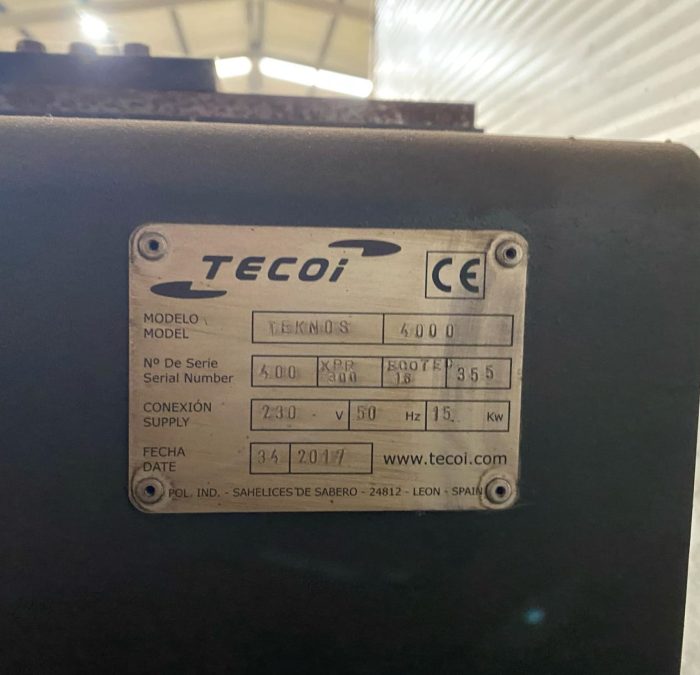 TECOi CE
MODELO
MODEL TEKNOS 4000
Nº De Serie
Serial Number 400 XPR 300 16 355
CONEXIÓN
SUPPLY 230 V 50 Hz 15 Kw
FECHA
DATE 34 2017 www.tecoi.com
POL. IND. - SAHELICES DE SABERO - 24812 - LEON - SPAIN